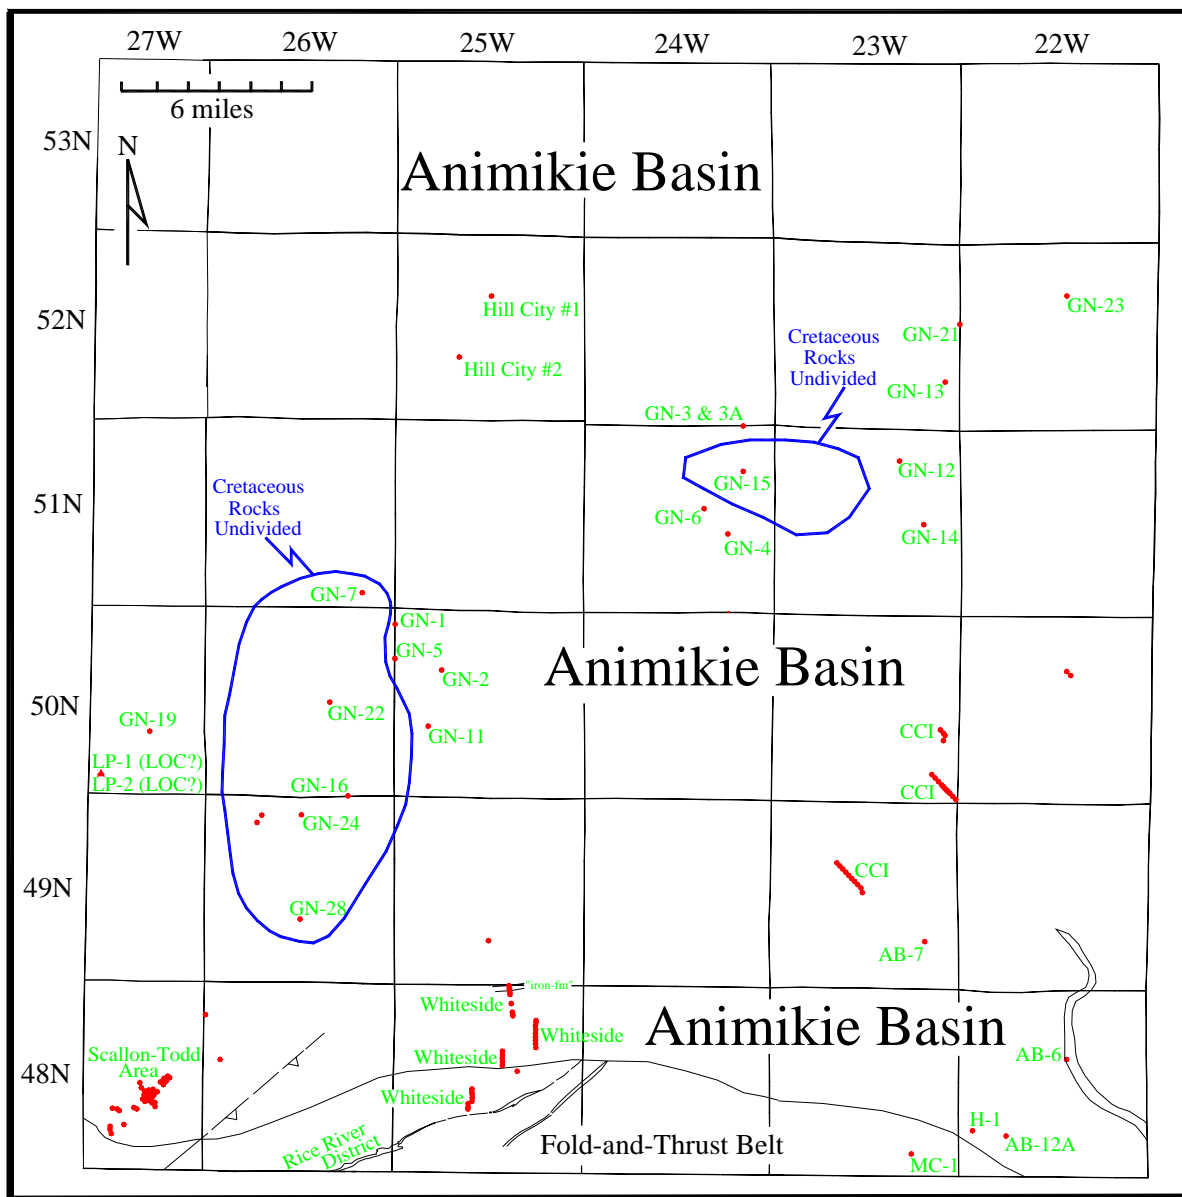 27W 26W 25W 24W 23W 22W
6 miles
53N
N
Animikie Basin
52N
Hill City #1
GN-23
GN-21
Cretaceous
Rocks
Undivided
Hill City #2
GN-13
GN-3 & 3A
51N
GN-12
GN-15
Cretaceous
Rocks
Undivided
GN-6
GN-14
GN-4
GN-7
GN-1
GN-5
Animikie Basin
GN-2
50N
GN-22
GN-19
GN-11
CCI
LP-1 (LOC?)
LP-2 (LOC?)
GN-16
CCI
GN-24
49N
CCI
GN-28
AB-7
"iron-fm"
Whiteside
Animikie Basin
Whiteside
48N
Scallon-Todd
Area
Whiteside
AB-6
Whiteside
H-1
Rice River
District
Fold-and-Thrust Belt
AB-12A
MC-1